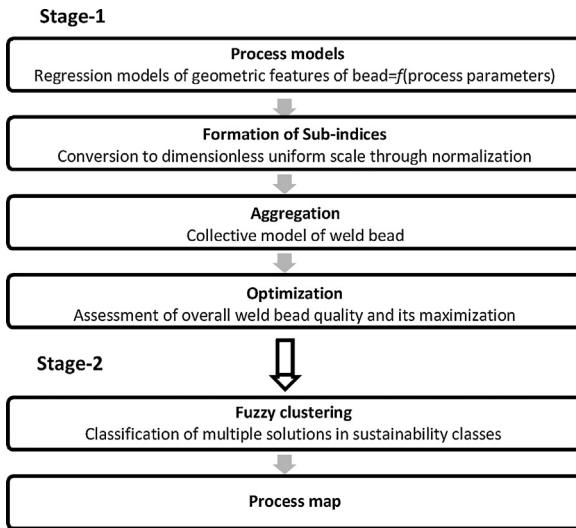 Stage-1
Process models
Regression models of geometric features of bead=f(process parameters)
Formation of Sub-indices
Conversion to dimensionless uniform scale through normalization
Aggregation
Collective model of weld bead
Optimization
Assessment of overall weld bead quality and its maximization
Stage-2
Fuzzy clustering
Classification of multiple solutions in sustainability classes
Process map